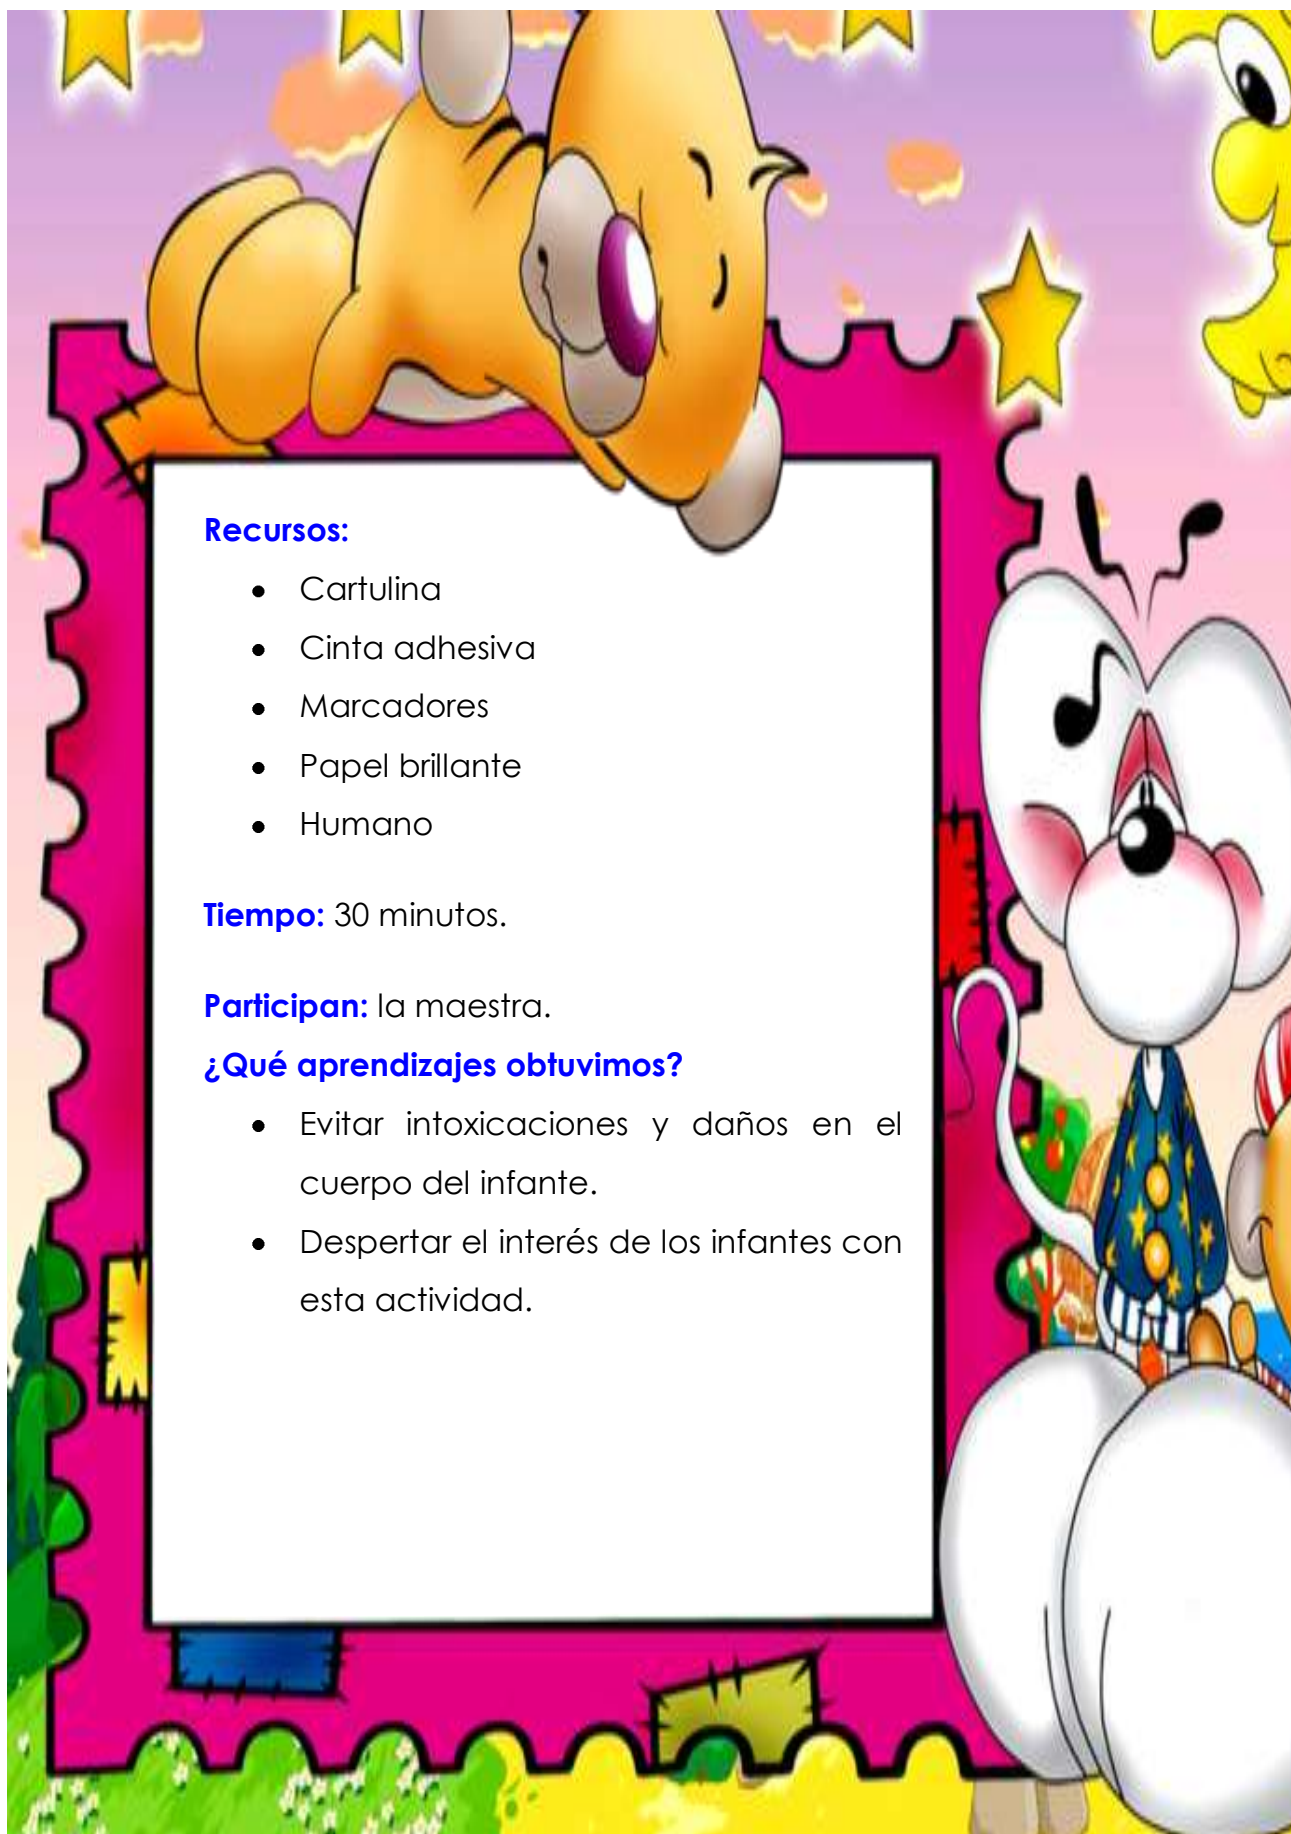 Recursos:
• Cartulina
• Cinta adhesiva
• Marcadores
• Papel brillante
• Humano
Tiempo: 30 minutos.
Participan: la maestra.
¿Qué aprendizajes obtuvimos?
• Evitar intoxicaciones y daños en el
cuerpo del infante.
• Despertar el interés de los infantes con
esta actividad.